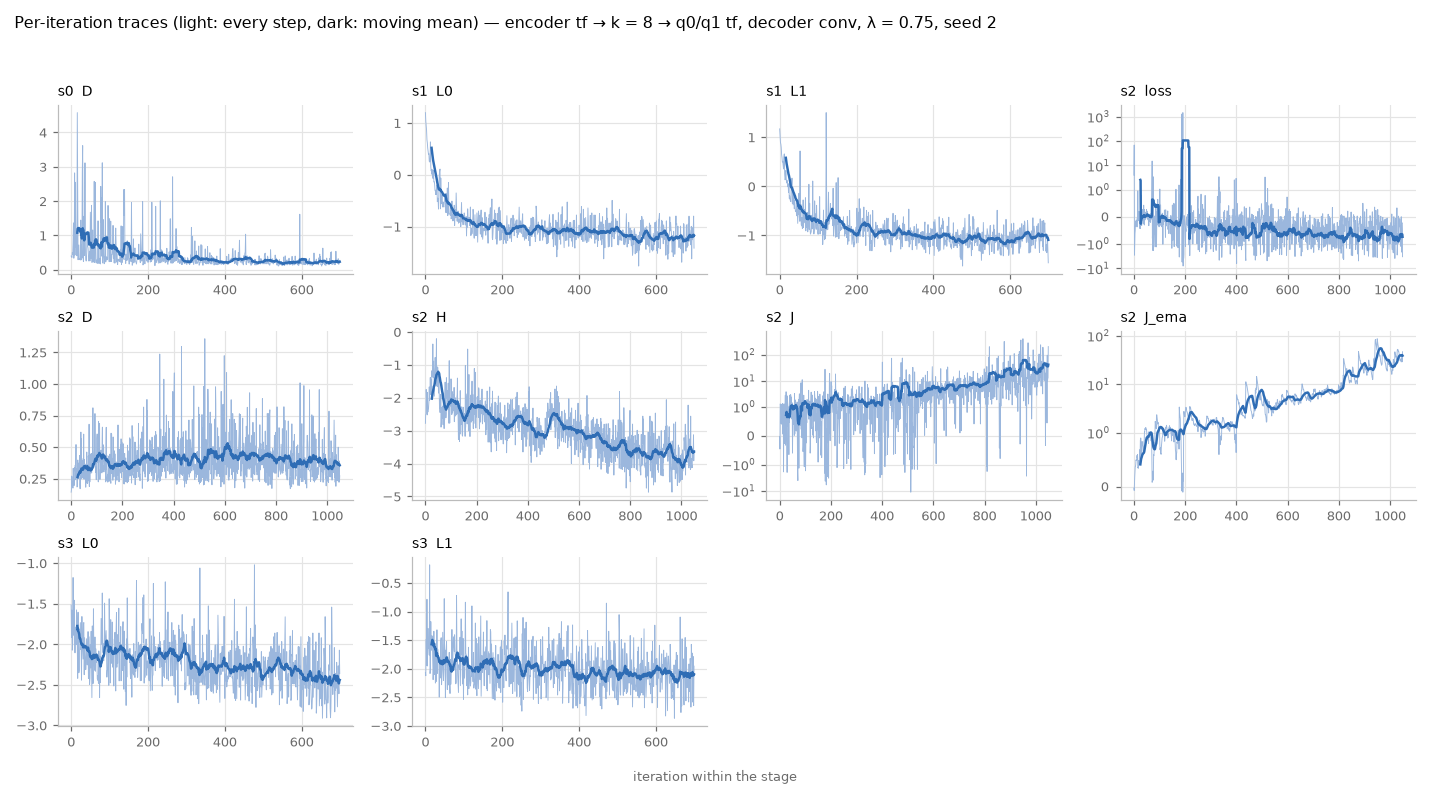 Per-iteration traces (light: every step, dark: moving mean) — encoder tf → k = 8 → q0/q1 tf, decoder conv, λ = 0.75, seed 2
s0 D
4
3
2
1
0
0 200 400 600
s1 L0
1
0
−1
0 200 400 600
s1 L1
1
0
−1
0 200 400 600
s2 loss
10³
10²
10¹
10⁰
0
−10⁰
−10¹
0 200 400 600 800 1000
s2 D
1.25
1.00
0.75
0.50
0.25
0 200 400 600 800 1000
s2 H
0
−1
−2
−3
−4
−5
0 200 400 600 800 1000
s2 J
10²
10¹
10⁰
0
−10⁰
−10¹
0 200 400 600 800 1000
s2 J_ema
10²
10¹
10⁰
0
0 200 400 600 800 1000
s3 L0
−1.0
−1.5
−2.0
−2.5
−3.0
0 200 400 600
s3 L1
−0.5
−1.0
−1.5
−2.0
−2.5
−3.0
0 200 400 600
iteration within the stage